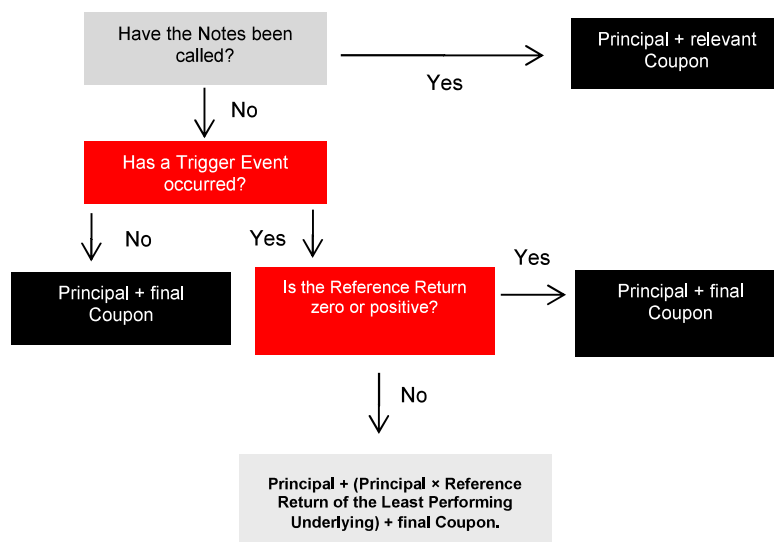 Have the Notes been
called?
Principal + relevant
Coupon
Yes
No
Has a Trigger Event
occurred?
No
Yes
Yes
Principal + final
Coupon
Is the Reference Return
zero or positive?
Principal + final
Coupon
No
Principal + (Principal × Reference
Return of the Least Performing
Underlying) + final Coupon.